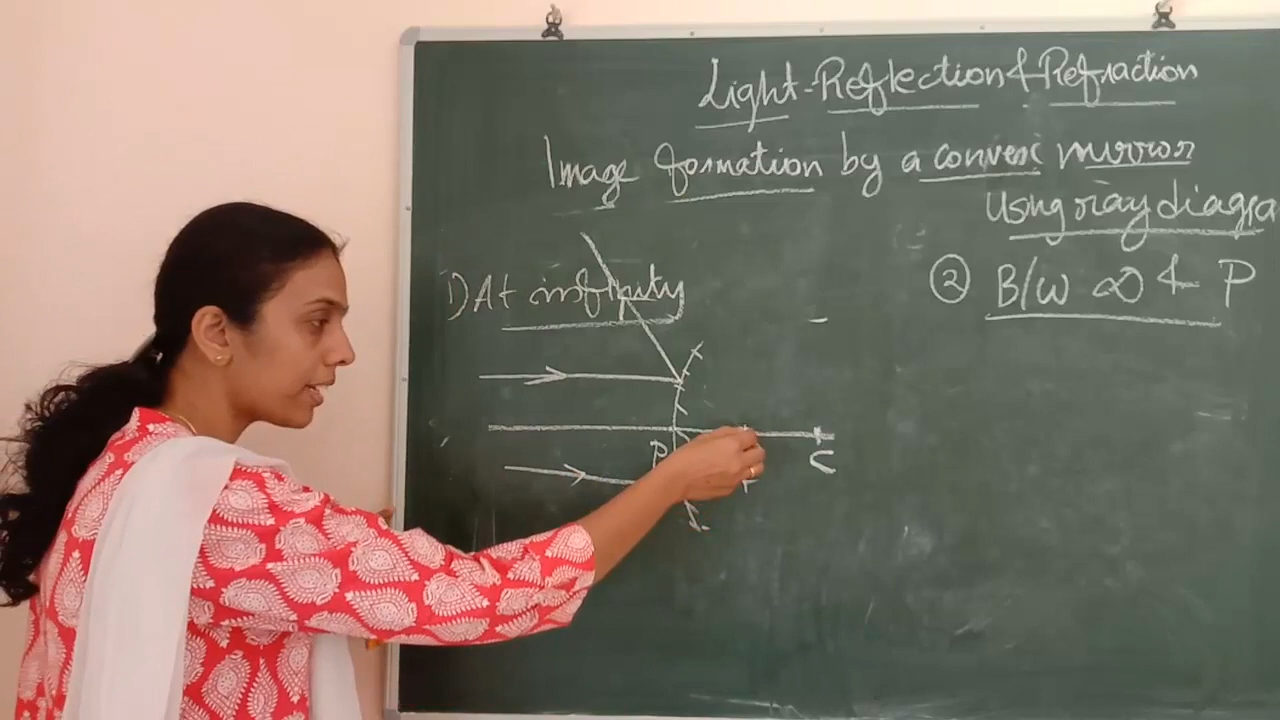 Light-Reflection & Refraction
Image formation by a convex mirror
Using ray diagra
1) At infinity
② B/w ∞ & P
P
C